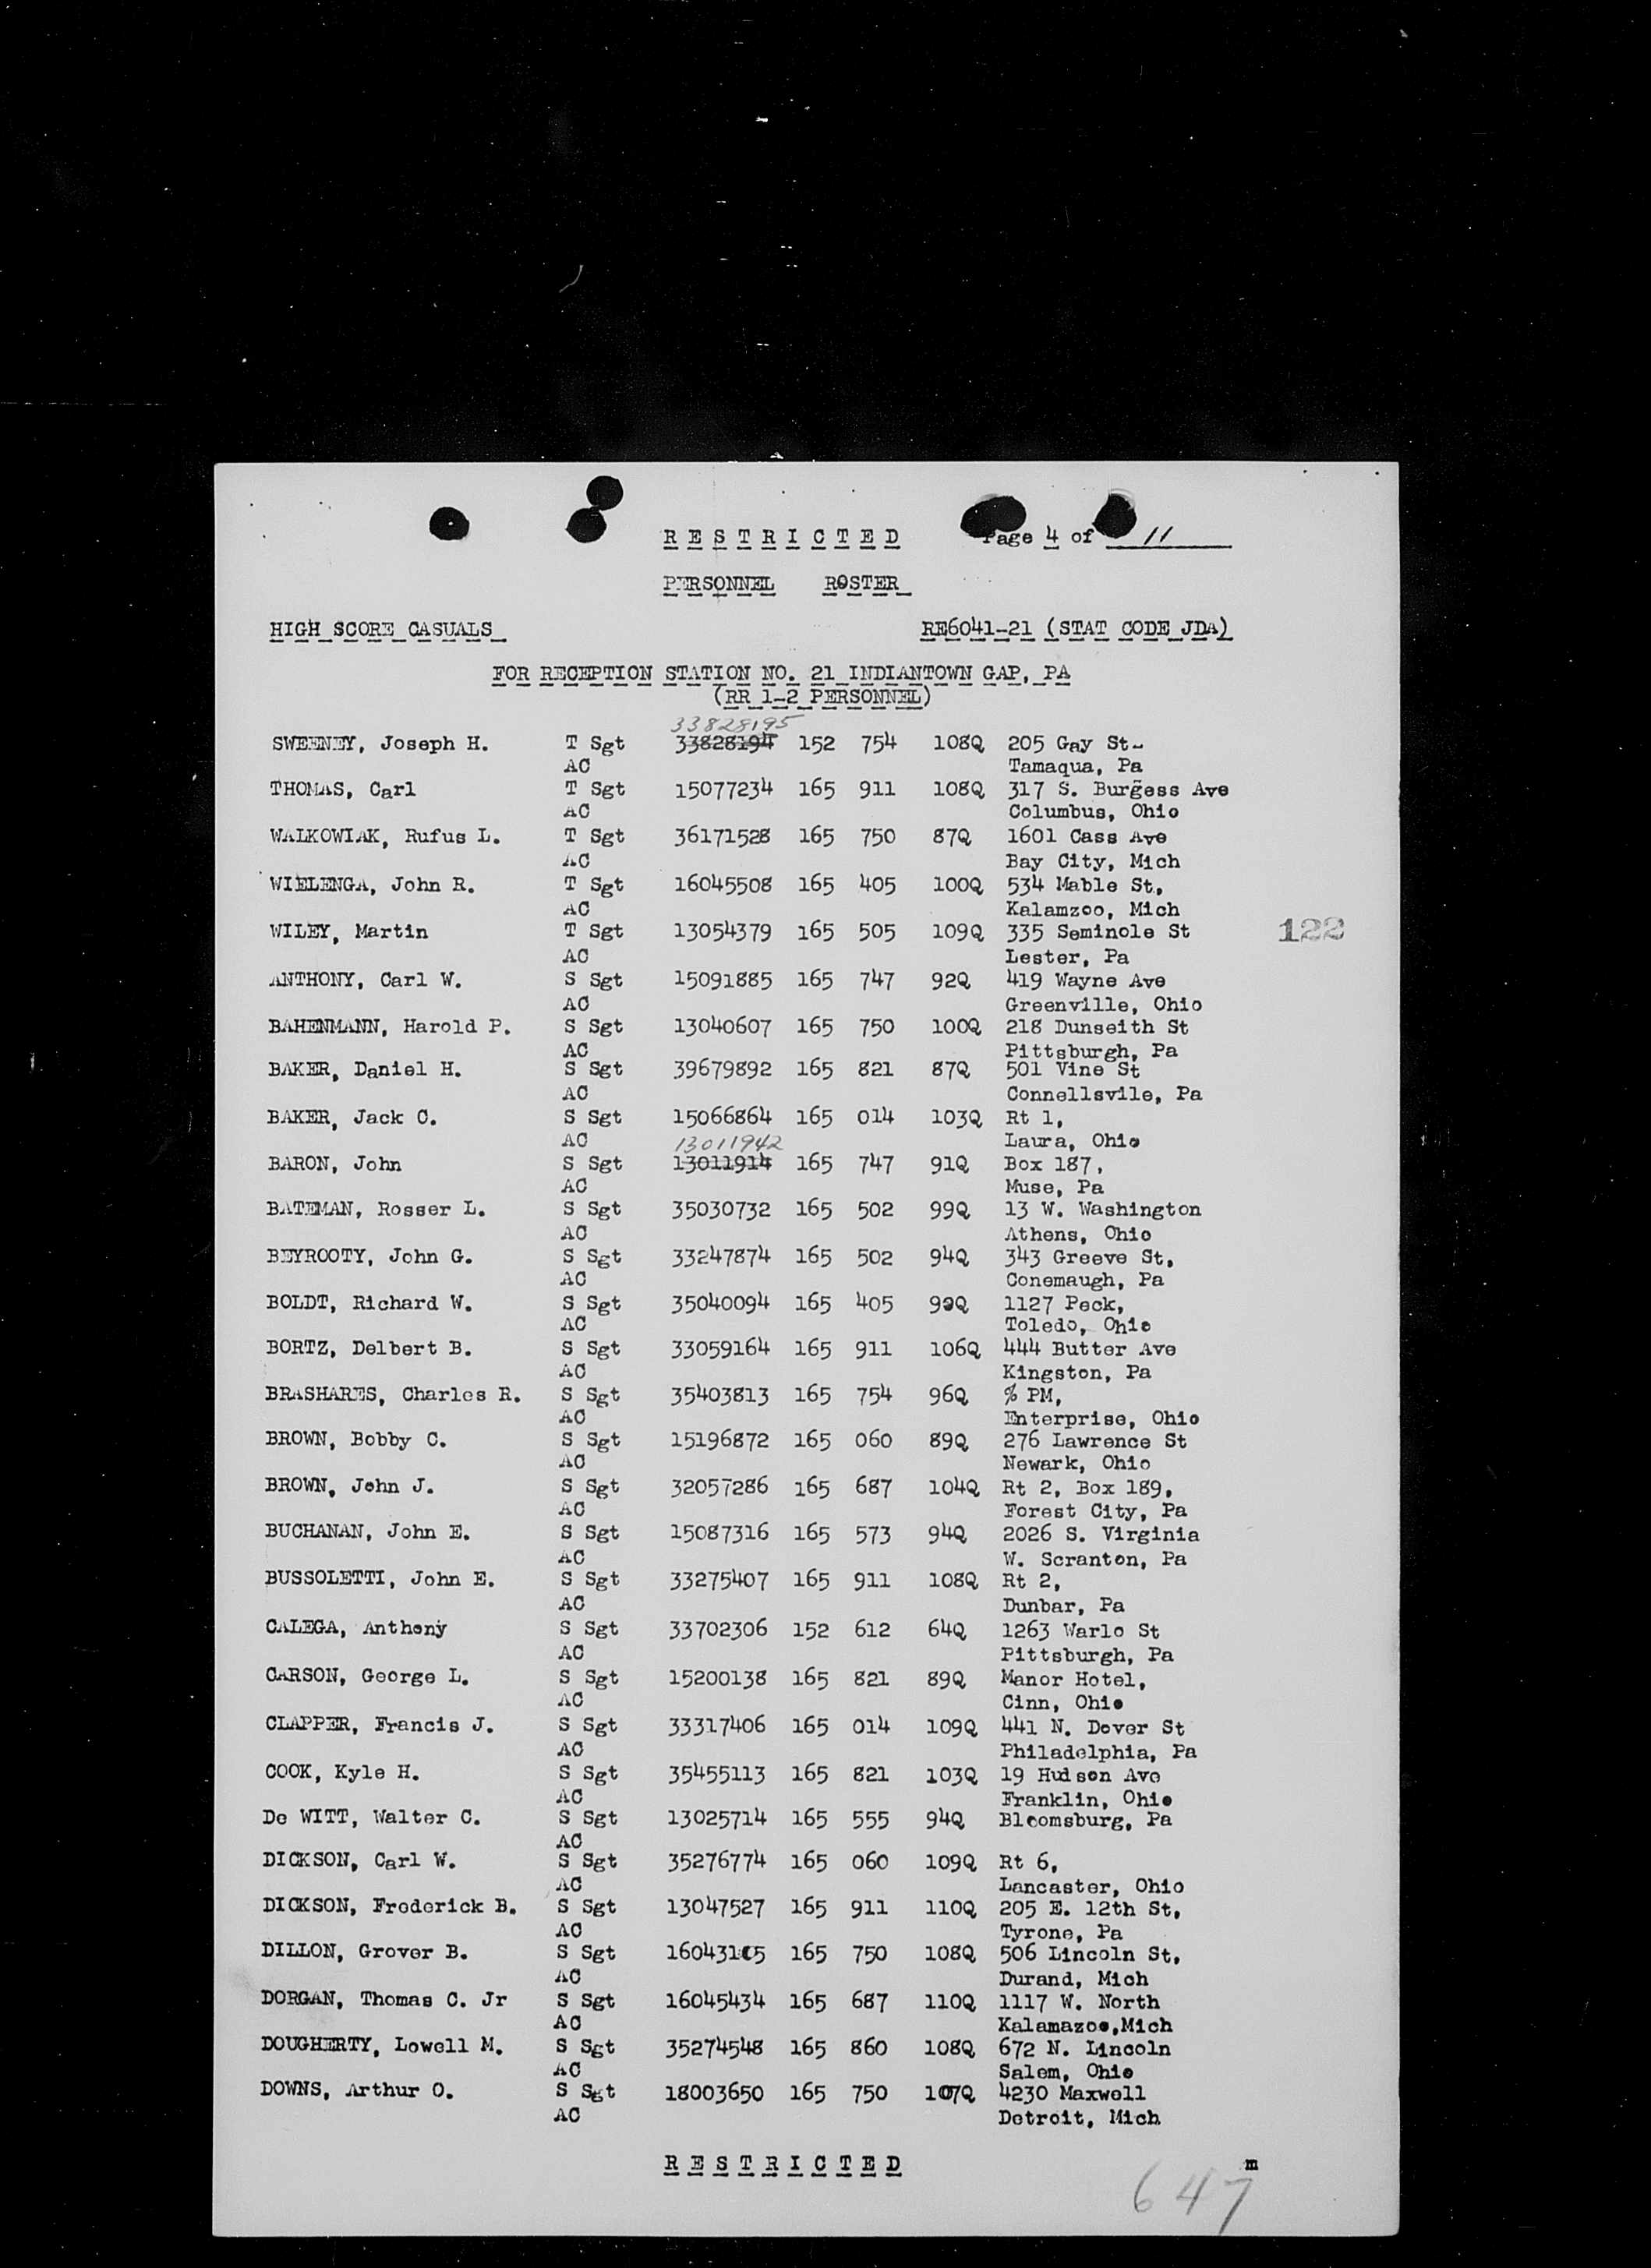 RESTRICTED Page 4 of 11
PERSONNEL ROSTER
HIGH SCORE CASUALS RE6041-21 (STAT CODE JDA)
FOR RECEPTION STATION NO. 21 INDIANTOWN GAP, PA
(RR 1-2 PERSONNEL)
33828195
SWEENEY, Joseph H. T Sgt 33828194 152 754 108Q 205 Gay St-
AC Tamaqua, Pa
THOMAS, Carl T Sgt 15077234 165 911 108Q 317 S. Burgess Ave
AC Columbus, Ohio
WALKOWIAK, Rufus L. T Sgt 36171528 165 750 87Q 1601 Cass Ave
AC Bay City, Mich
WIELENGA, John R. T Sgt 16045508 165 405 100Q 534 Mable St,
AC Kalamzoo, Mich
WILEY, Martin T Sgt 13054379 165 505 109Q 335 Seminole St 122
AC Lester, Pa
ANTHONY, Carl W. S Sgt 15091885 165 747 92Q 419 Wayne Ave
AC Greenville, Ohio
BAHENMANN, Harold P. S Sgt 13040607 165 750 100Q 218 Dunseith St
AC Pittsburgh, Pa
BAKER, Daniel H. S Sgt 39679892 165 821 87Q 501 Vine St
AC Connellsvile, Pa
BAKER, Jack C. S Sgt 15066864 165 014 103Q Rt 1,
AC 13011942 Laura, Ohio
BARON, John S Sgt 13011914 165 747 91Q Box 187,
AC Muse, Pa
BATEMAN, Rosser L. S Sgt 35030732 165 502 99Q 13 W. Washington
AC Athens, Ohio
BEYROOTY, John G. S Sgt 33247874 165 502 94Q 343 Greeve St,
AC Conemaugh, Pa
BOLDT, Richard W. S Sgt 35040094 165 405 1127 Peck,
AC Toledo, Ohio
BORTZ, Delbert B. S Sgt 33059164 165 911 106Q 444 Butter Ave
AC Kingston, Pa
BRASHARES, Charles R. S Sgt 35403813 165 754 96Q % PM,
AC Enterprise, Ohio
BROWN, Bobby C. S Sgt 15196872 165 060 89Q 276 Lawrence St
AC Newark, Ohio
BROWN, John J. S Sgt 32057286 165 687 104Q Rt 2, Box 189,
AC Forest City, Pa
BUCHANAN, John E. S Sgt 15087316 165 573 94Q 2026 S. Virginia
AC W. Scranton, Pa
BUSSOLETTI, John E. S Sgt 33275407 165 911 108Q Rt 2,
AC Dunbar, Pa
CALEGA, Anthony S Sgt 33702306 152 612 64Q 1263 Warlo St
AC Pittsburgh, Pa
CARSON, George L. S Sgt 15200138 165 821 89Q Manor Hotel,
AC Cinn, Ohio
CLAPPER, Francis J. S Sgt 33317406 165 014 109Q 441 N. Dover St
AC Philadelphia, Pa
COOK, Kyle H. S Sgt 35455113 165 821 103Q 19 Hudson Ave
AC Franklin, Ohio
De WITT, Walter C. S Sgt 13025714 165 555 94Q Bloomsburg, Pa
AC
DICKSON, Carl W. S Sgt 35276774 165 060 109Q Rt 6,
AC Lancaster, Ohio
DICKSON, Frederick B. S Sgt 13047527 165 911 110Q 205 E. 12th St,
AC Tyrone, Pa
DILLON, Grover B. S Sgt 165 750 108Q 506 Lincoln St,
AC Durand, Mich
DORGAN, Thomas C. Jr S Sgt 16045434 165 687 110Q 1117 W. North
AC Kalamazoo,Mich
DOUGHERTY, Lowell M. S Sgt 35274548 165 860 108Q 672 N. Lincoln
AC Salem, Ohio
DOWNS, Arthur O. S Sgt 18003650 165 750 107Q 4230 Maxwell
AC Detroit, Mich
RESTRICTED m
647